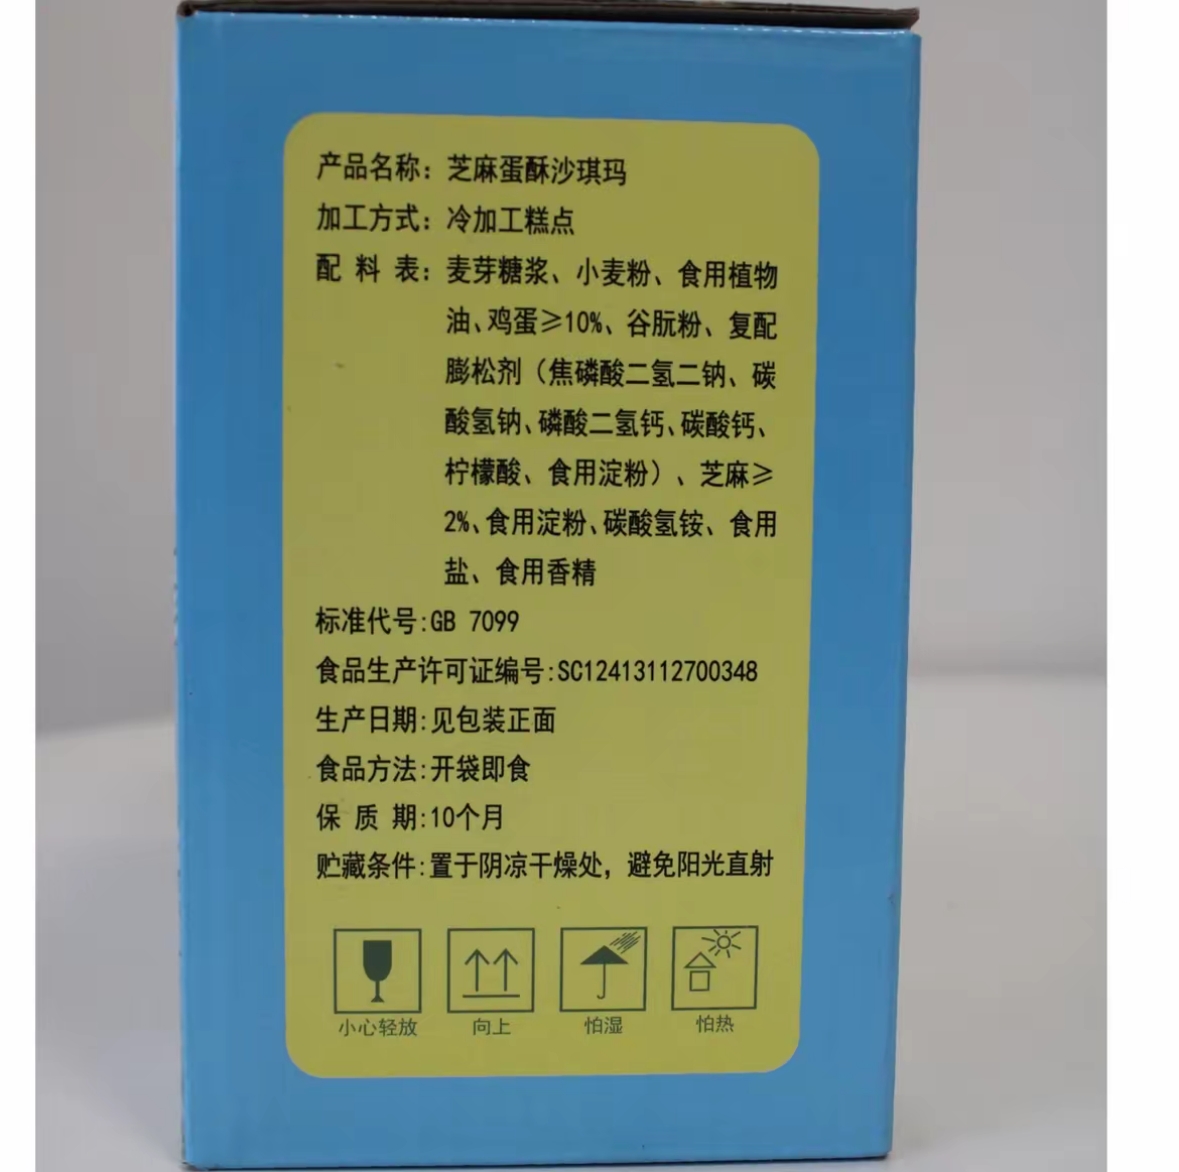 产品名称：芝麻蛋酥沙琪玛
加工方式：冷加工糕点
配 料 表：麦芽糖浆、小麦粉、食用植物
油、鸡蛋≥10%、谷朊粉、复配
膨松剂（焦磷酸二氢二钠、碳
酸氢钠、磷酸二氢钙、碳酸钙、
柠檬酸、食用淀粉）、芝麻≥
2%、食用淀粉、碳酸氢铵、食用
盐、食用香精
标准代号:GB 7099
食品生产许可证编号:SC12413112700348
生产日期:见包装正面
食品方法:开袋即食
保 质 期:10个月
贮藏条件:置于阴凉干燥处，避免阳光直射
小心轻放 向上 怕湿 怕热